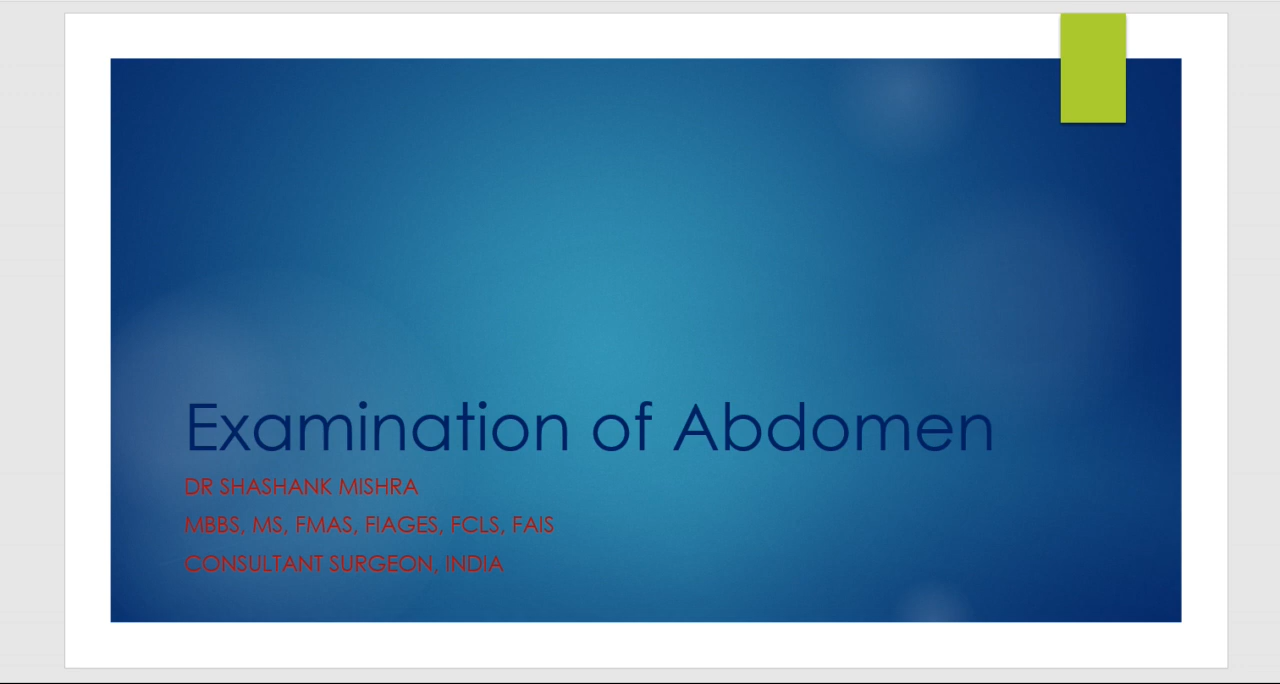 Examination of Abdomen
DR SHASHANK MISHRA
MBBS, MS, FMAS, FIAGES, FCLS, FAIS
CONSULTANT SURGEON, INDIA